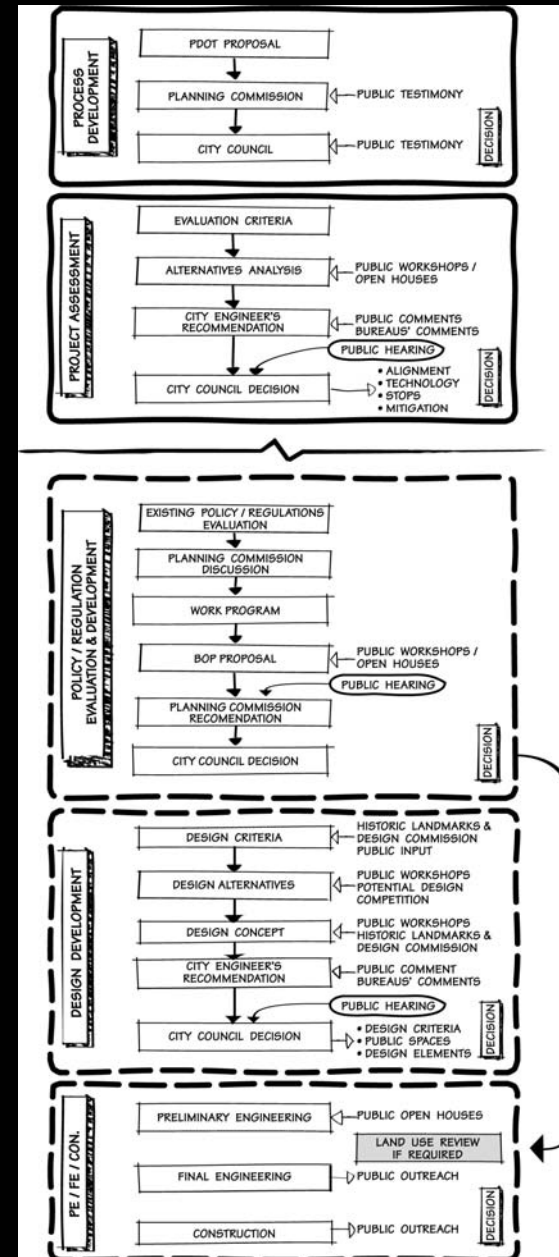 PROCESS
DEVELOPMENT
PDOT PROPOSAL
PLANNING COMMISSION
PUBLIC TESTIMONY
CITY COUNCIL
PUBLIC TESTIMONY
DECISION
PROJECT ASSESSMENT
EVALUATION CRITERIA
ALTERNATIVES ANALYSIS
PUBLIC WORKSHOPS /
OPEN HOUSES
CITY ENGINEER'S
RECOMMENDATION
PUBLIC COMMENTS
BUREAUS' COMMENTS
PUBLIC HEARING
CITY COUNCIL DECISION
• ALIGNMENT
• TECHNOLOGY
• STOPS
• MITIGATION
DECISION
POLICY / REGULATION
EVALUATION & DEVELOPMENT
EXISTING POLICY / REGULATIONS
EVALUATION
PLANNING COMMISSION
DISCUSSION
WORK PROGRAM
BOP PROPOSAL
PUBLIC WORKSHOPS /
OPEN HOUSES
PUBLIC HEARING
PLANNING COMMISSION
RECOMENDATION
CITY COUNCIL DECISION
DECISION
DESIGN DEVELOPMENT
DESIGN CRITERIA
HISTORIC LANDMARKS &
DESIGN COMMISSION
PUBLIC INPUT
DESIGN ALTERNATIVES
PUBLIC WORKSHOPS
POTENTIAL DESIGN
COMPETITION
DESIGN CONCEPT
PUBLIC WORKSHOPS
HISTORIC LANDMARKS &
DESIGN COMMISSION
CITY ENGINEER'S
RECOMMENDATION
PUBLIC COMMENT
BUREAUS' COMMENTS
PUBLIC HEARING
CITY COUNCIL DECISION
• DESIGN CRITERIA
• PUBLIC SPACES
• DESIGN ELEMENTS
DECISION
PE / FE / CON.
PRELIMINARY ENGINEERING
PUBLIC OPEN HOUSES
LAND USE REVIEW
IF REQUIRED
FINAL ENGINEERING
PUBLIC OUTREACH
CONSTRUCTION
PUBLIC OUTREACH
DECISION